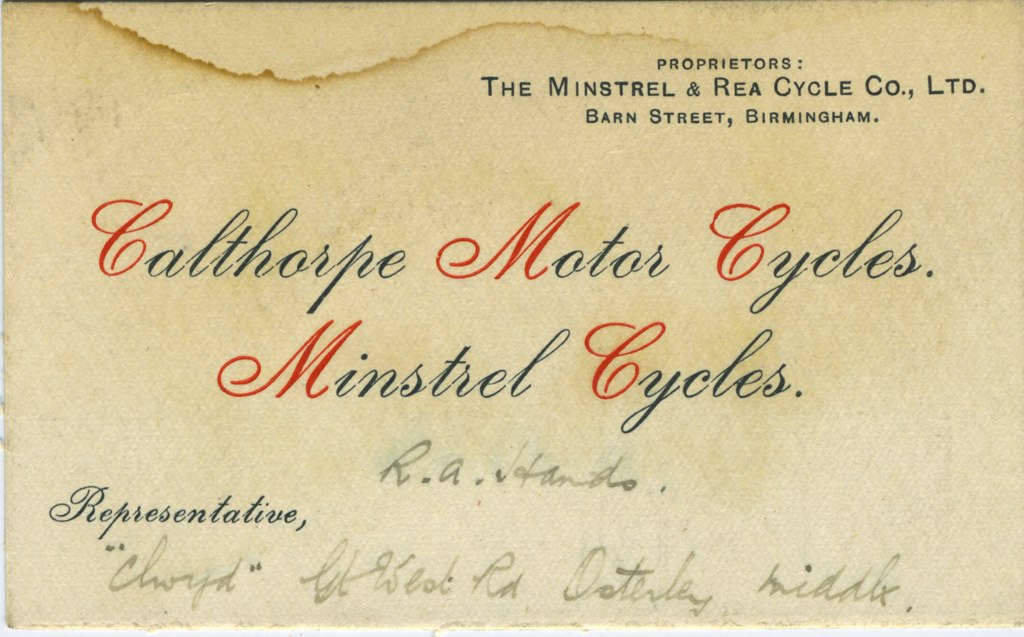 PROPRIETORS:
THE MINSTREL & REA CYCLE CO., LTD.
BARN STREET, BIRMINGHAM.
Calthorpe Motor Cycles.
Minstrel Cycles.
R.A. Hands.
Representative,
"Clwyd" Gt West Rd Osterley Middlx.